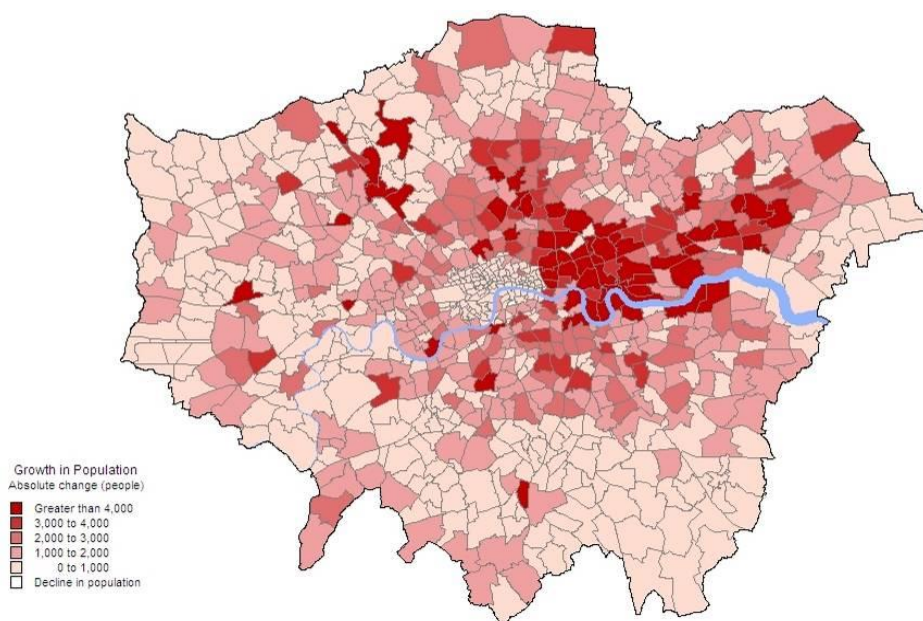 Growth in Population
Absolute change (people)
Greater than 4,000
3,000 to 4,000
2,000 to 3,000
1,000 to 2,000
0 to 1,000
Decline in population